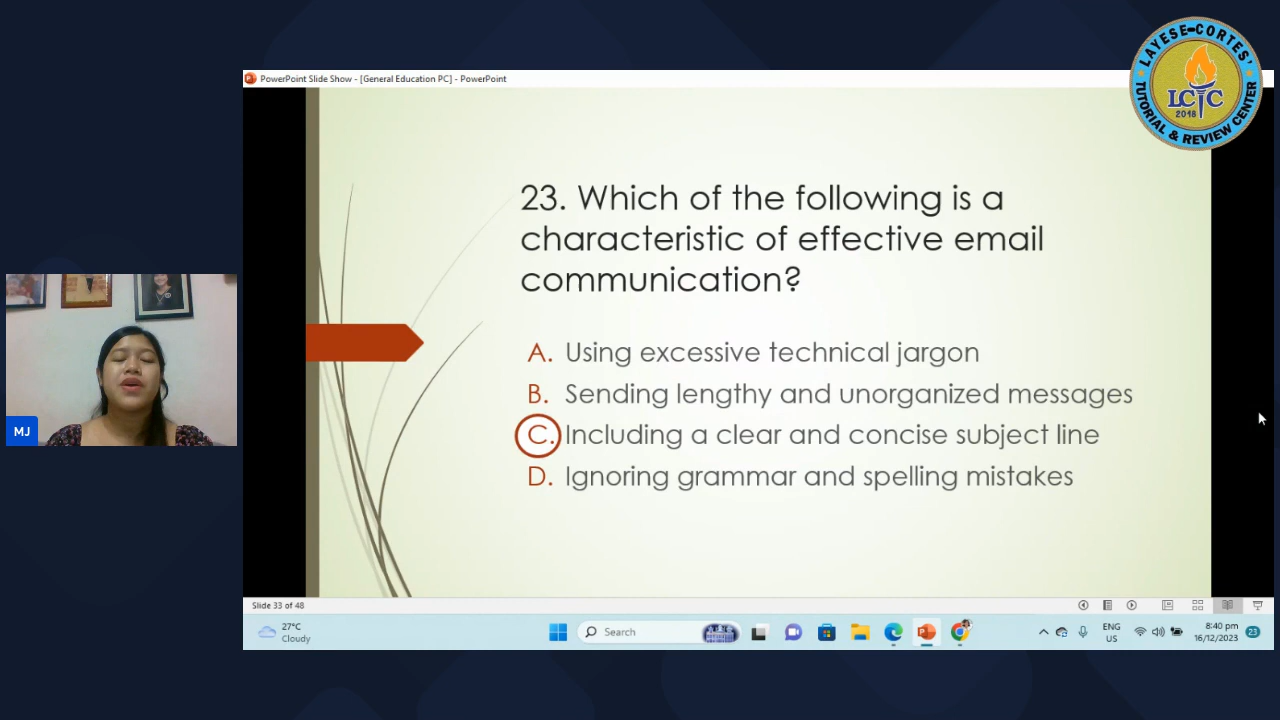 PowerPoint Slide Show - [General Education PC] - PowerPoint
LAYESE-CORTES'
LCTC
2018
TUTORIAL & REVIEW CENTER
23. Which of the following is a
characteristic of effective email
communication?
A. Using excessive technical jargon
B. Sending lengthy and unorganized messages
C. Including a clear and concise subject line
D. Ignoring grammar and spelling mistakes
MJ
Slide 33 of 48
27°C
Cloudy
Search
ENG
US
8:40 pm
16/12/2023
23